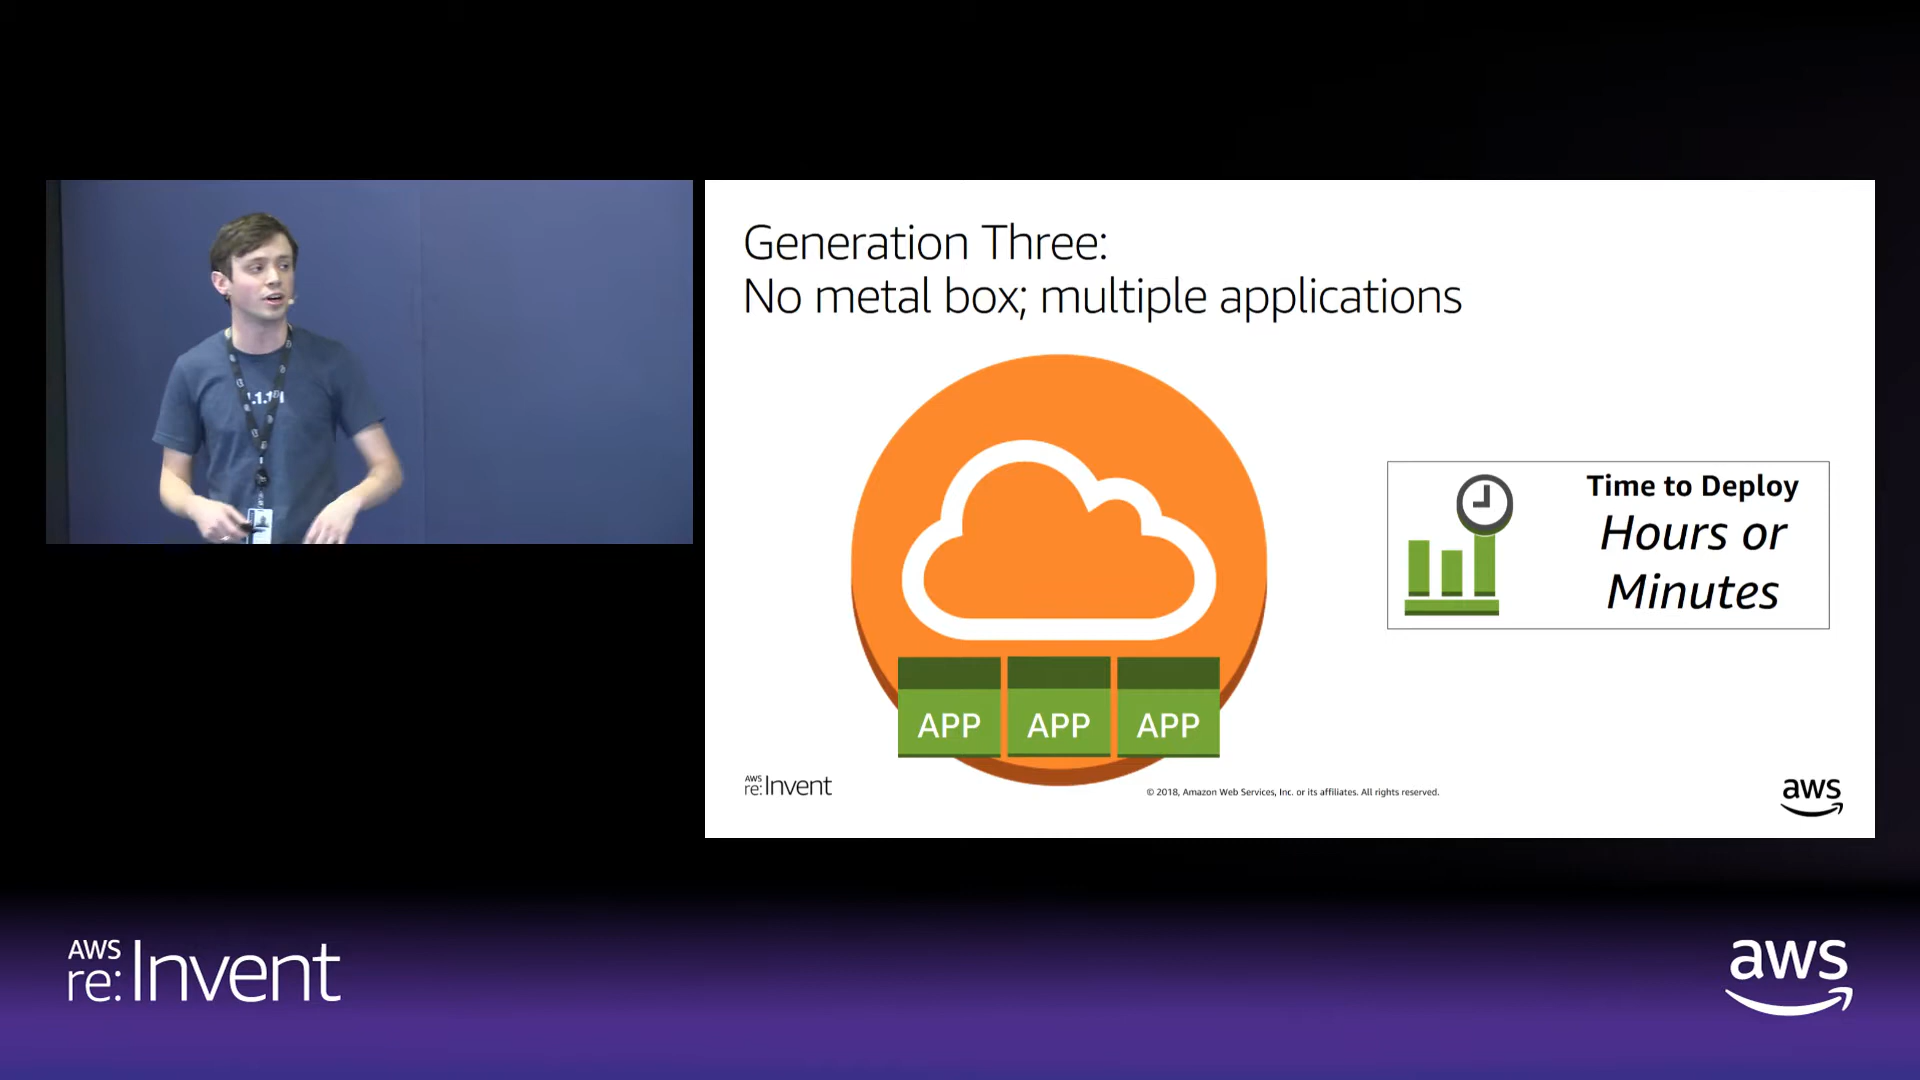 Generation Three:
No metal box; multiple applications
Time to Deploy
Hours or
Minutes
APP APP APP
AWS
re:Invent
© 2018, Amazon Web Services, Inc. or its affiliates. All rights reserved.
aws
AWS
re:Invent
aws